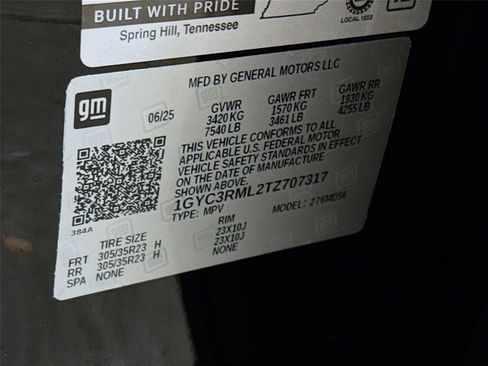 BUILT WITH PRIDE
Spring Hill, Tennessee
LOCAL 1853
gm
MFD BY GENERAL MOTORS LLC
06/25 GVWR GAWR FRT GAWR RR
3420 KG 1570 KG 1930 KG
7540 LB 3461 LB 4255 LB
THIS VEHICLE CONFORMS TO ALL
APPLICABLE U.S. FEDERAL MOTOR
VEHICLE SAFETY STANDARDS IN EFFECT
ON THE DATE OF MANUFACTURE
SHOWN ABOVE.
1GYC3RML2TZ707317
TYPE: MPV MODEL: 276MD56
384A
TIRE SIZE RIM
FRT 305/35R23 H 23X10J
RR 305/35R23 H 23X10J
SPA NONE NONE